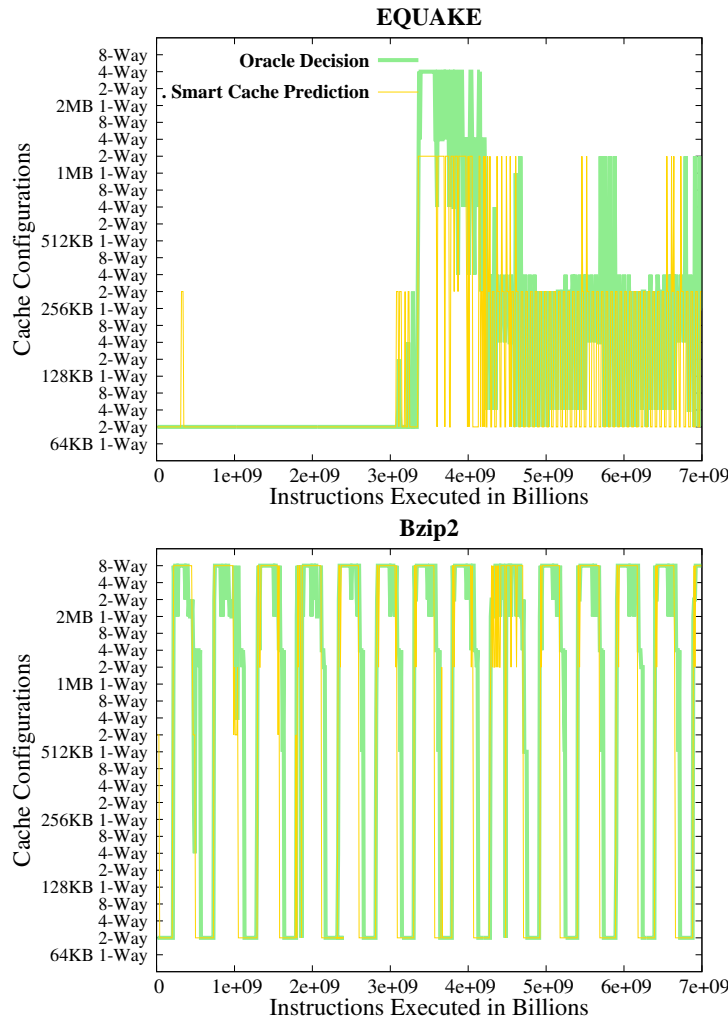 EQUAKE
Oracle Decision
. Smart Cache Prediction
Cache Configurations
8-Way
4-Way
2-Way
2MB 1-Way
8-Way
4-Way
2-Way
1MB 1-Way
8-Way
4-Way
2-Way
512KB 1-Way
8-Way
4-Way
2-Way
256KB 1-Way
8-Way
4-Way
2-Way
128KB 1-Way
8-Way
4-Way
2-Way
64KB 1-Way
0 1e+09 2e+09 3e+09 4e+09 5e+09 6e+09 7e+09
Instructions Executed in Billions
Bzip2
Cache Configurations
8-Way
4-Way
2-Way
2MB 1-Way
8-Way
4-Way
2-Way
1MB 1-Way
8-Way
4-Way
2-Way
512KB 1-Way
8-Way
4-Way
2-Way
256KB 1-Way
8-Way
4-Way
2-Way
128KB 1-Way
8-Way
4-Way
2-Way
64KB 1-Way
0 1e+09 2e+09 3e+09 4e+09 5e+09 6e+09 7e+09
Instructions Executed in Billions